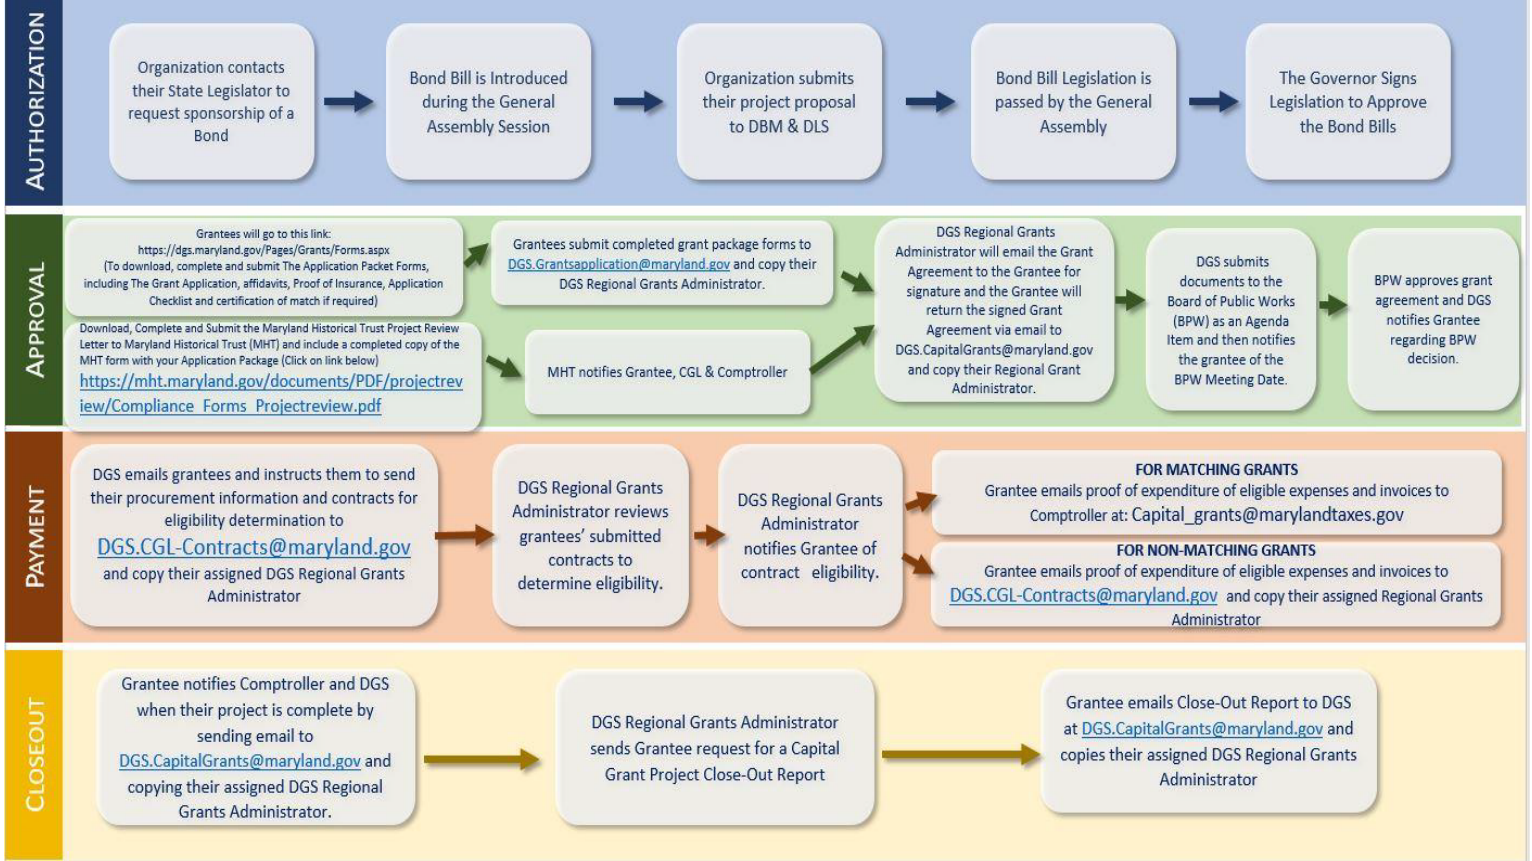 AUTHORIZATION
Organization contacts
their State Legislator to
request sponsorship of a
Bond
Bond Bill is Introduced
during the General
Assembly Session
Organization submits
their project proposal
to DBM & DLS
Bond Bill Legislation is
passed by the General
Assembly
The Governor Signs
Legislation to Approve
the Bond Bills
APPROVAL
Grantees will go to this link:
https://dgs.maryland.gov/Pages/Grants/Forms.aspx
(To download, complete and submit The Application Packet Forms,
including The Grant Application, affidavits, Proof of Insurance, Application
Checklist and certification of match if required)
Download, Complete and Submit the Maryland Historical Trust Project Review
Letter to Maryland Historical Trust (MHT) and include a completed copy of the
MHT form with your Application Package (Click on link below)
https://mht.maryland.gov/documents/PDF/projectrev
iew/Compliance_Forms_Projectreview.pdf
Grantees submit completed grant package forms to
DGS.Grantsapplication@maryland.gov and copy their
DGS Regional Grants Administrator.
MHT notifies Grantee, CGL & Comptroller
DGS Regional Grants
Administrator will email the Grant
Agreement to the Grantee for
signature and the Grantee will
return the signed Grant
Agreement via email to
DGS.CapitalGrants@maryland.gov
and copy their Regional Grant
Administrator.
DGS submits
documents to the
Board of Public Works
(BPW) as an Agenda
Item and then notifies
the grantee of the
BPW Meeting Date.
BPW approves grant
agreement and DGS
notifies Grantee
regarding BPW
decision.
PAYMENT
DGS emails grantees and instructs them to send
their procurement information and contracts for
eligibility determination to
DGS.CGL-Contracts@maryland.gov
and copy their assigned DGS Regional Grants
Administrator
DGS Regional Grants
Administrator reviews
grantees’ submitted
contracts to
determine eligibility.
DGS Regional Grants
Administrator
notifies Grantee of
contract eligibility.
FOR MATCHING GRANTS
Grantee emails proof of expenditure of eligible expenses and invoices to
Comptroller at: Capital_grants@marylandtaxes.gov
FOR NON-MATCHING GRANTS
Grantee emails proof of expenditure of eligible expenses and invoices to
DGS.CGL-Contracts@maryland.gov and copy their assigned Regional Grants
Administrator
CLOSEOUT
Grantee notifies Comptroller and DGS
when their project is complete by
sending email to
DGS.CapitalGrants@maryland.gov and
copying their assigned DGS Regional
Grants Administrator.
DGS Regional Grants Administrator
sends Grantee request for a Capital
Grant Project Close-Out Report
Grantee emails Close-Out Report to DGS
at DGS.CapitalGrants@maryland.gov and
copies their assigned DGS Regional Grants
Administrator